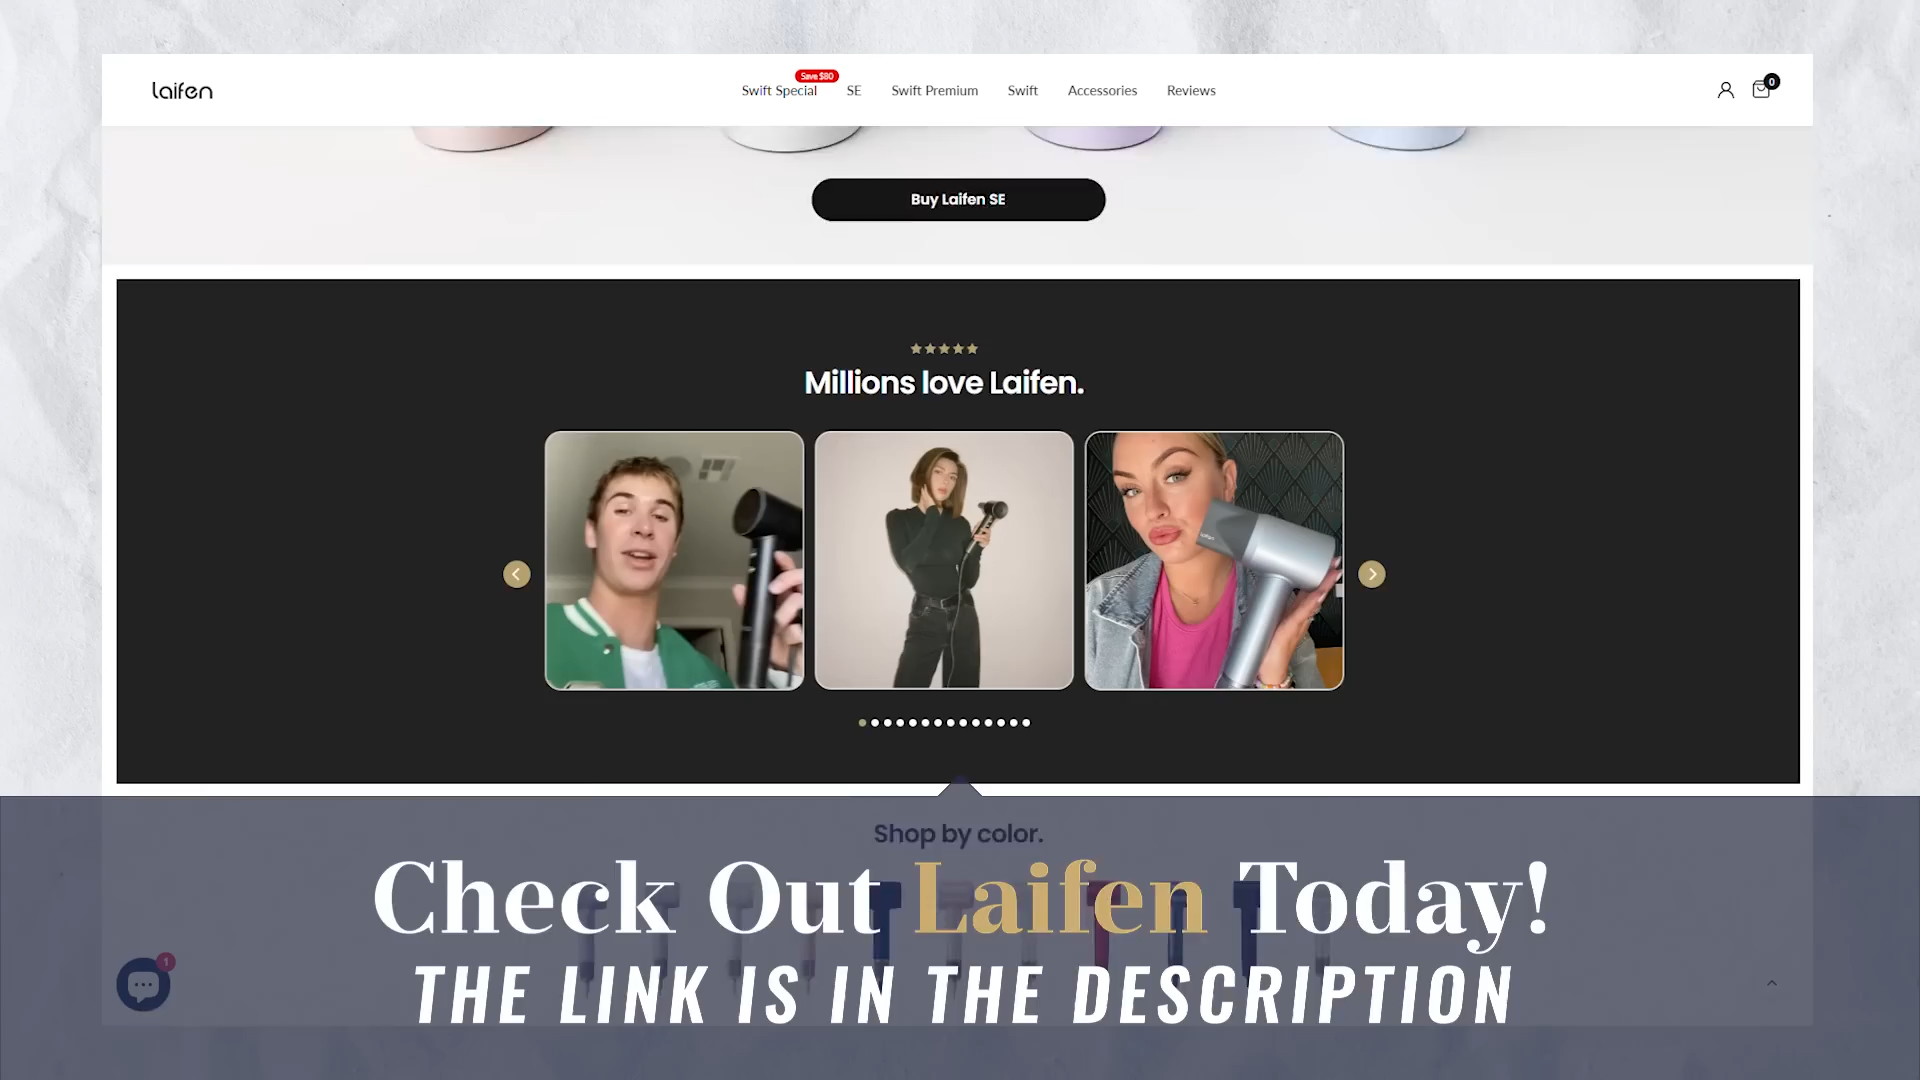 laifen
Save $80
Swift Special SE Swift Premium Swift Accessories Reviews
0
Buy Laifen SE
Millions love Laifen.
Shop by color.
Check Out Laifen Today!
1
THE LINK IS IN THE DESCRIPTION